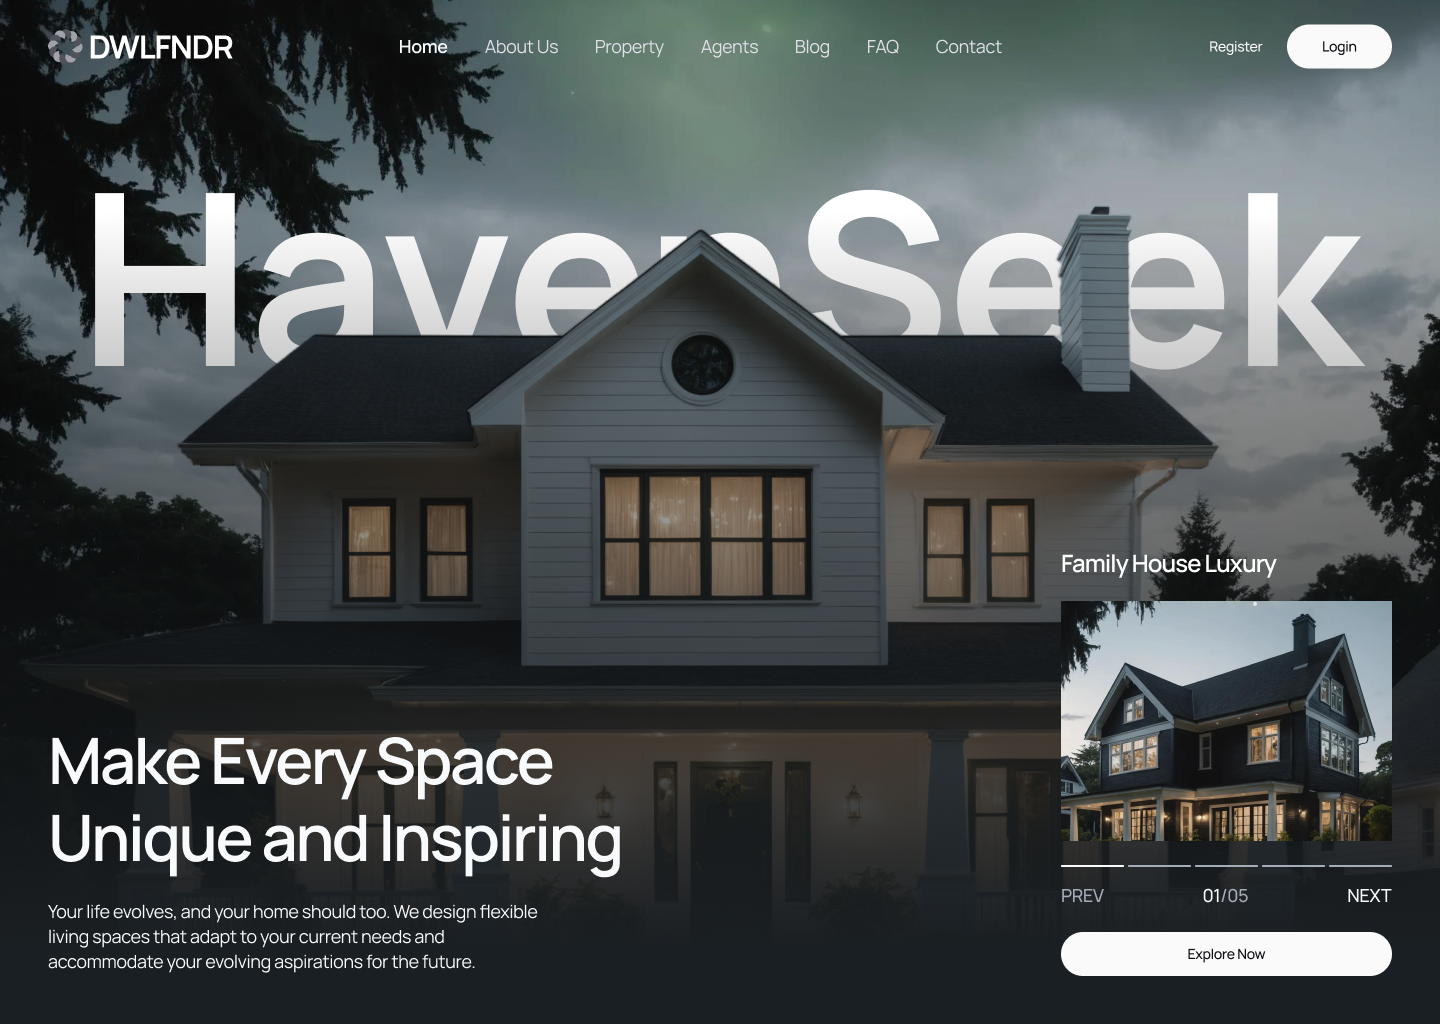 DWLFNDR
Home About Us Property Agents Blog FAQ Contact
Register Login
HavenSeek
Family House Luxury
Make Every Space
Unique and Inspiring
Your life evolves, and your home should too. We design flexible
living spaces that adapt to your current needs and
accommodate your evolving aspirations for the future.
PREV 01/05 NEXT
Explore Now